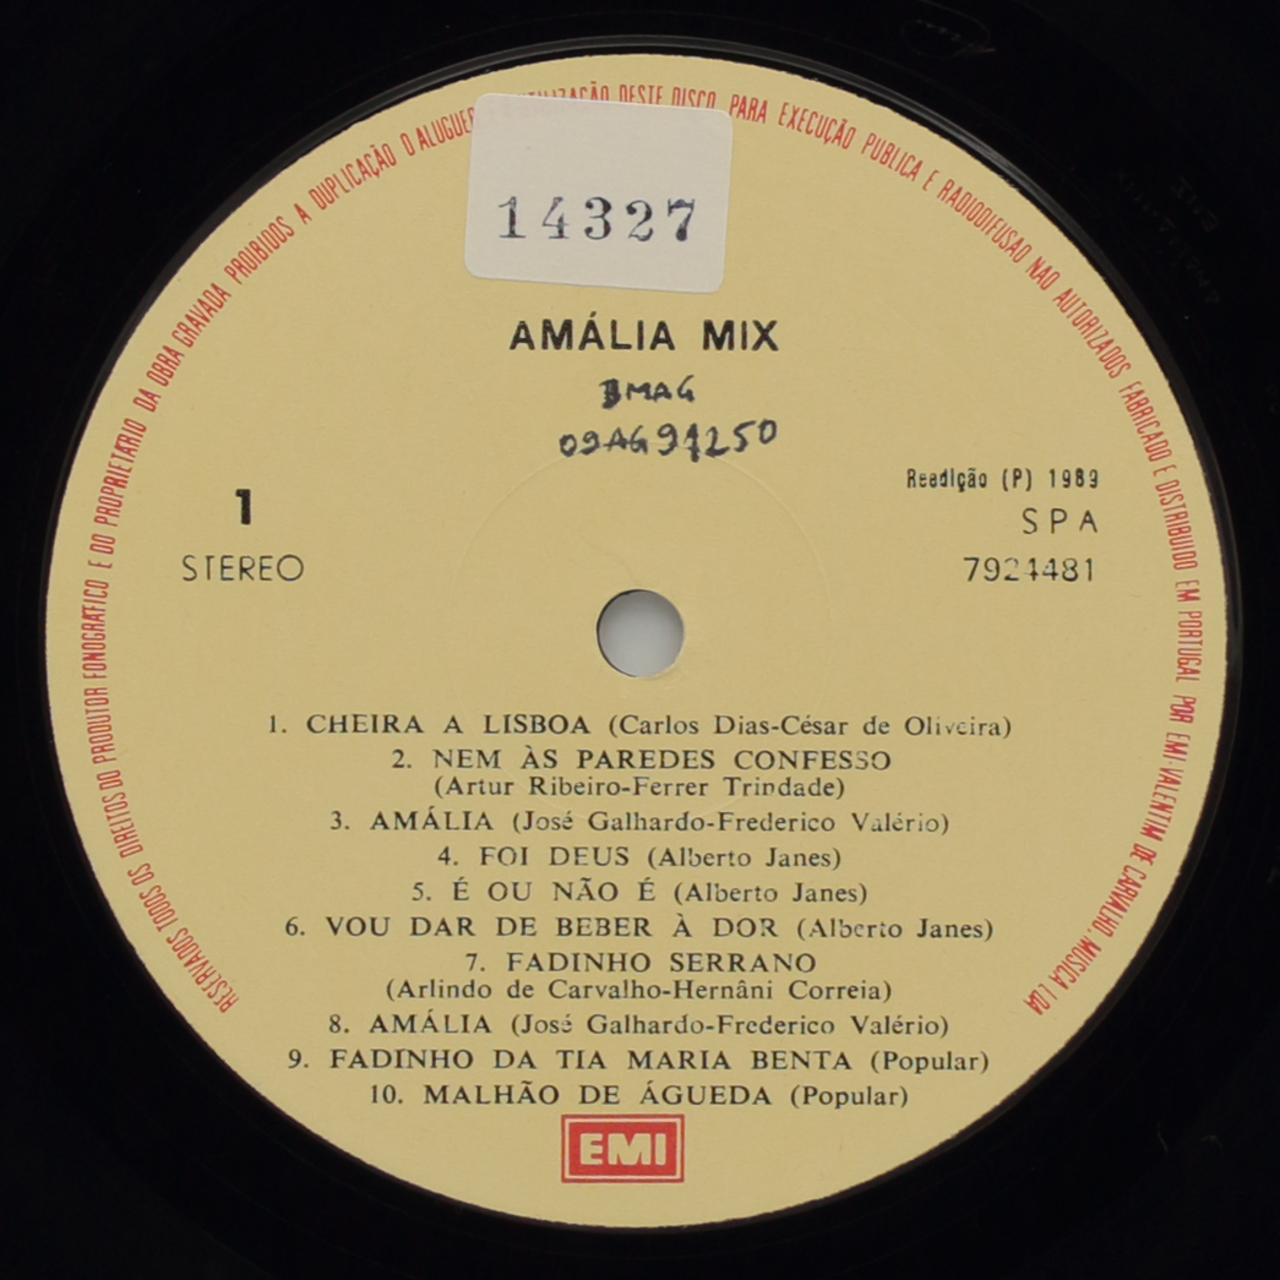 RESERVADOS TODOS OS DIREITOS DO PRODUTOR FONOGRÁFICO E DO PROPRIETARIO DA OBRA GRAVADA PROIBIDOS A DUPLICAÇÃO O ALUGUER UTILIZAÇÃO DESTE DISCO PARA EXECUÇÃO PUBLICA E RADIODIFUSÃO NÃO AUTORIZADOS FABRICADO E DISTRIBUIDO EM PORTUGAL POR EMI-VALENTIM DE CARVALHO, MUSICA LDA
14327
AMÁLIA MIX
BMAG
09AG91250
1
STEREO
Reedição (P) 1989
SPA
7924481
1. CHEIRA A LISBOA (Carlos Dias-César de Oliveira)
2. NEM ÀS PAREDES CONFESSO
(Artur Ribeiro-Ferrer Trindade)
3. AMÁLIA (José Galhardo-Frederico Valério)
4. FOI DEUS (Alberto Janes)
5. É OU NÃO É (Alberto Janes)
6. VOU DAR DE BEBER À DOR (Alberto Janes)
7. FADINHO SERRANO
(Arlindo de Carvalho-Hernâni Correia)
8. AMÁLIA (José Galhardo-Frederico Valério)
9. FADINHO DA TIA MARIA BENTA (Popular)
10. MALHÃO DE ÁGUEDA (Popular)
EMI